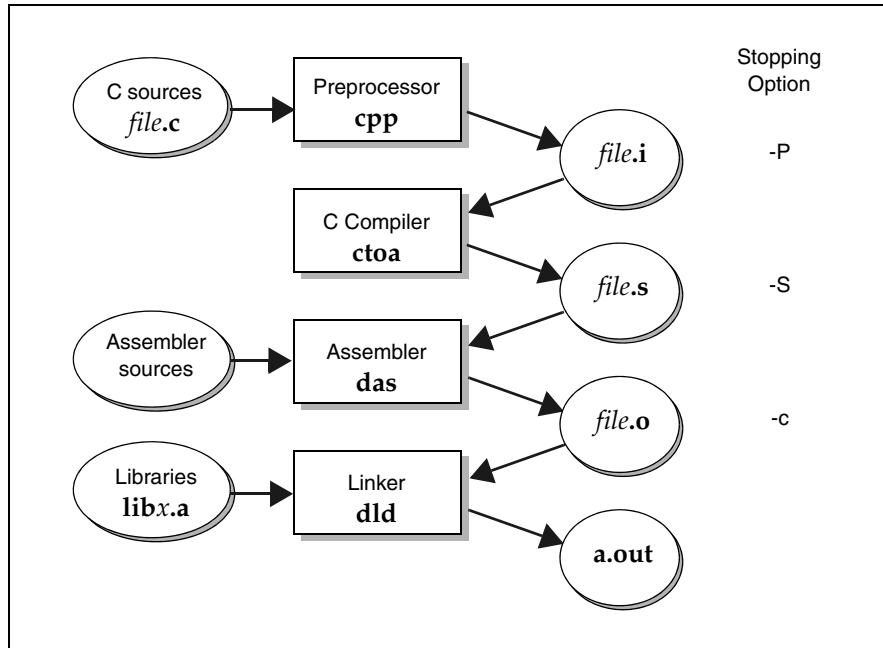 Stopping
Option
C sources
file.c
Preprocessor
cpp
file.i
-P
C Compiler
ctoa
file.s
-S
Assembler
sources
Assembler
das
file.o
-c
Libraries
libx.a
Linker
dld
a.out